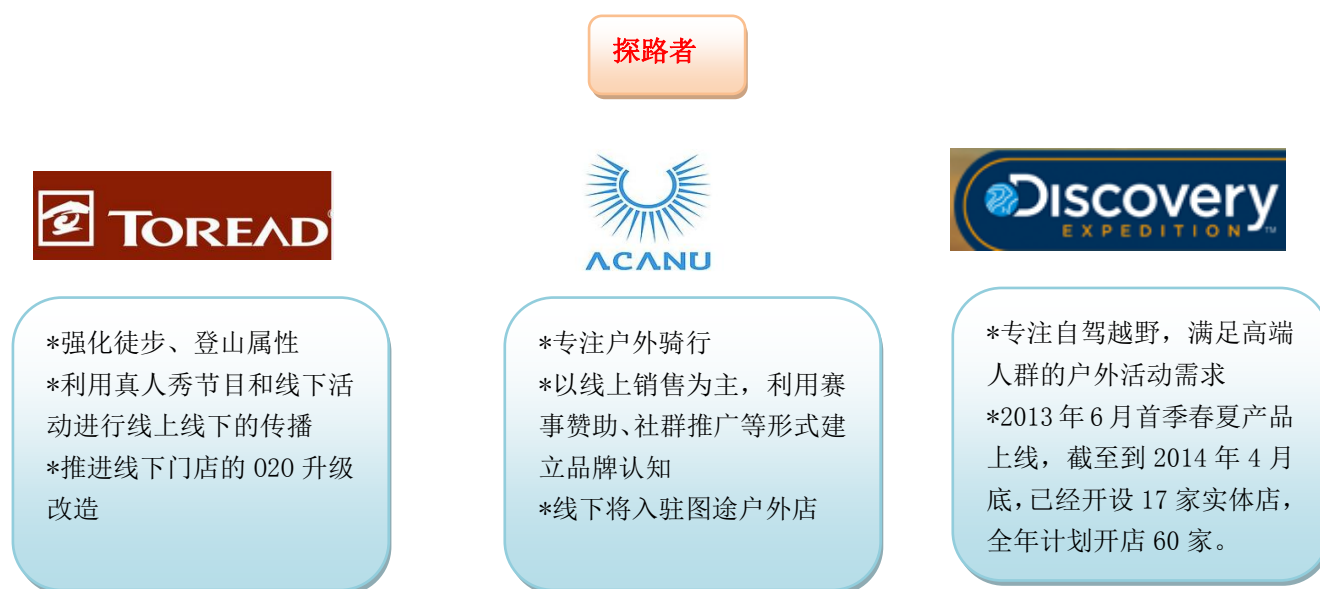 探路者
TOREAD
ACANU
Discovery
EXPEDITION™
*强化徒步、登山属性
*利用真人秀节目和线下活
动进行线上线下的传播
*推进线下门店的 020 升级
改造
*专注户外骑行
*以线上销售为主，利用赛
事赞助、社群推广等形式建
立品牌认知
*线下将入驻图途户外店
*专注自驾越野，满足高端
人群的户外活动需求
*2013 年 6 月首季春夏产品
上线，截至到 2014 年 4 月
底，已经开设 17 家实体店，
全年计划开店 60 家。